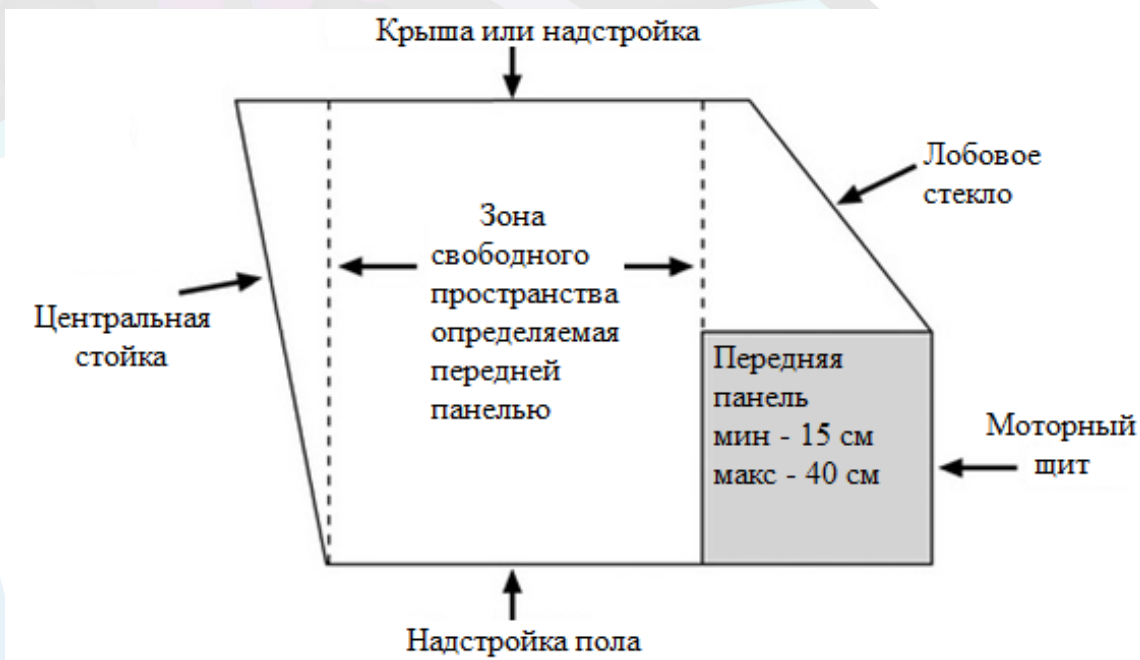 Крыша или надстройка
Лобовое
стекло
Зона
свободного
пространства
определяемая
передней
панелью
Центральная
стойка
Передняя
панель
мин - 15 см
макс - 40 см
Моторный
щит
Надстройка пола